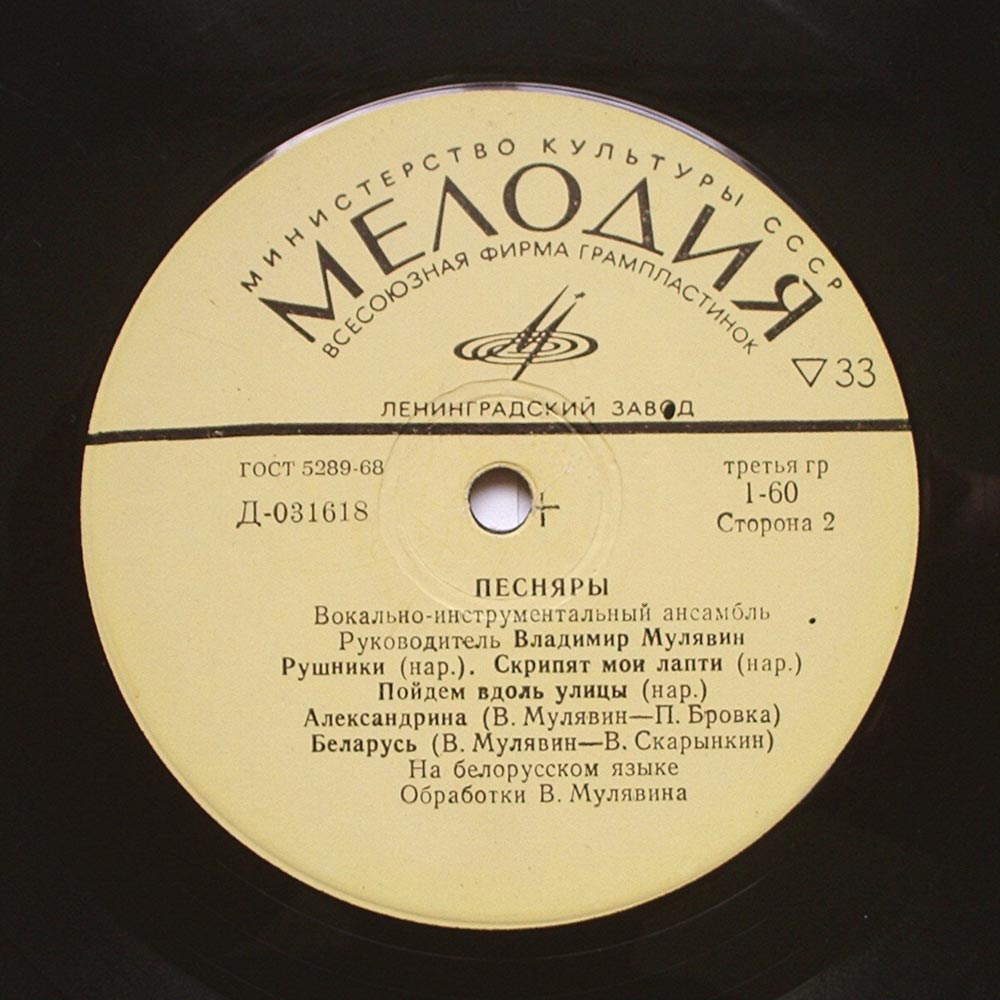 МИНИСТЕРСТВО КУЛЬТУРЫ СССР
МЕЛОДИЯ
ВСЕСОЮЗНАЯ ФИРМА ГРАМПЛАСТИНОК
▽33
ЛЕНИНГРАДСКИЙ ЗАВОД
ГОСТ 5289-68
Д-031618
третья гр
1-60
Сторона 2
ПЕСНЯРЫ
Вокально-инструментальный ансамбль
Руководитель Владимир Мулявин
Рушники (нар.). Скрипят мои лапти (нар.)
Пойдем вдоль улицы (нар.)
Александрина (В. Мулявин—П. Бровка)
Беларусь (В. Мулявин—В. Скарынкин)
На белорусском языке
Обработки В. Мулявина